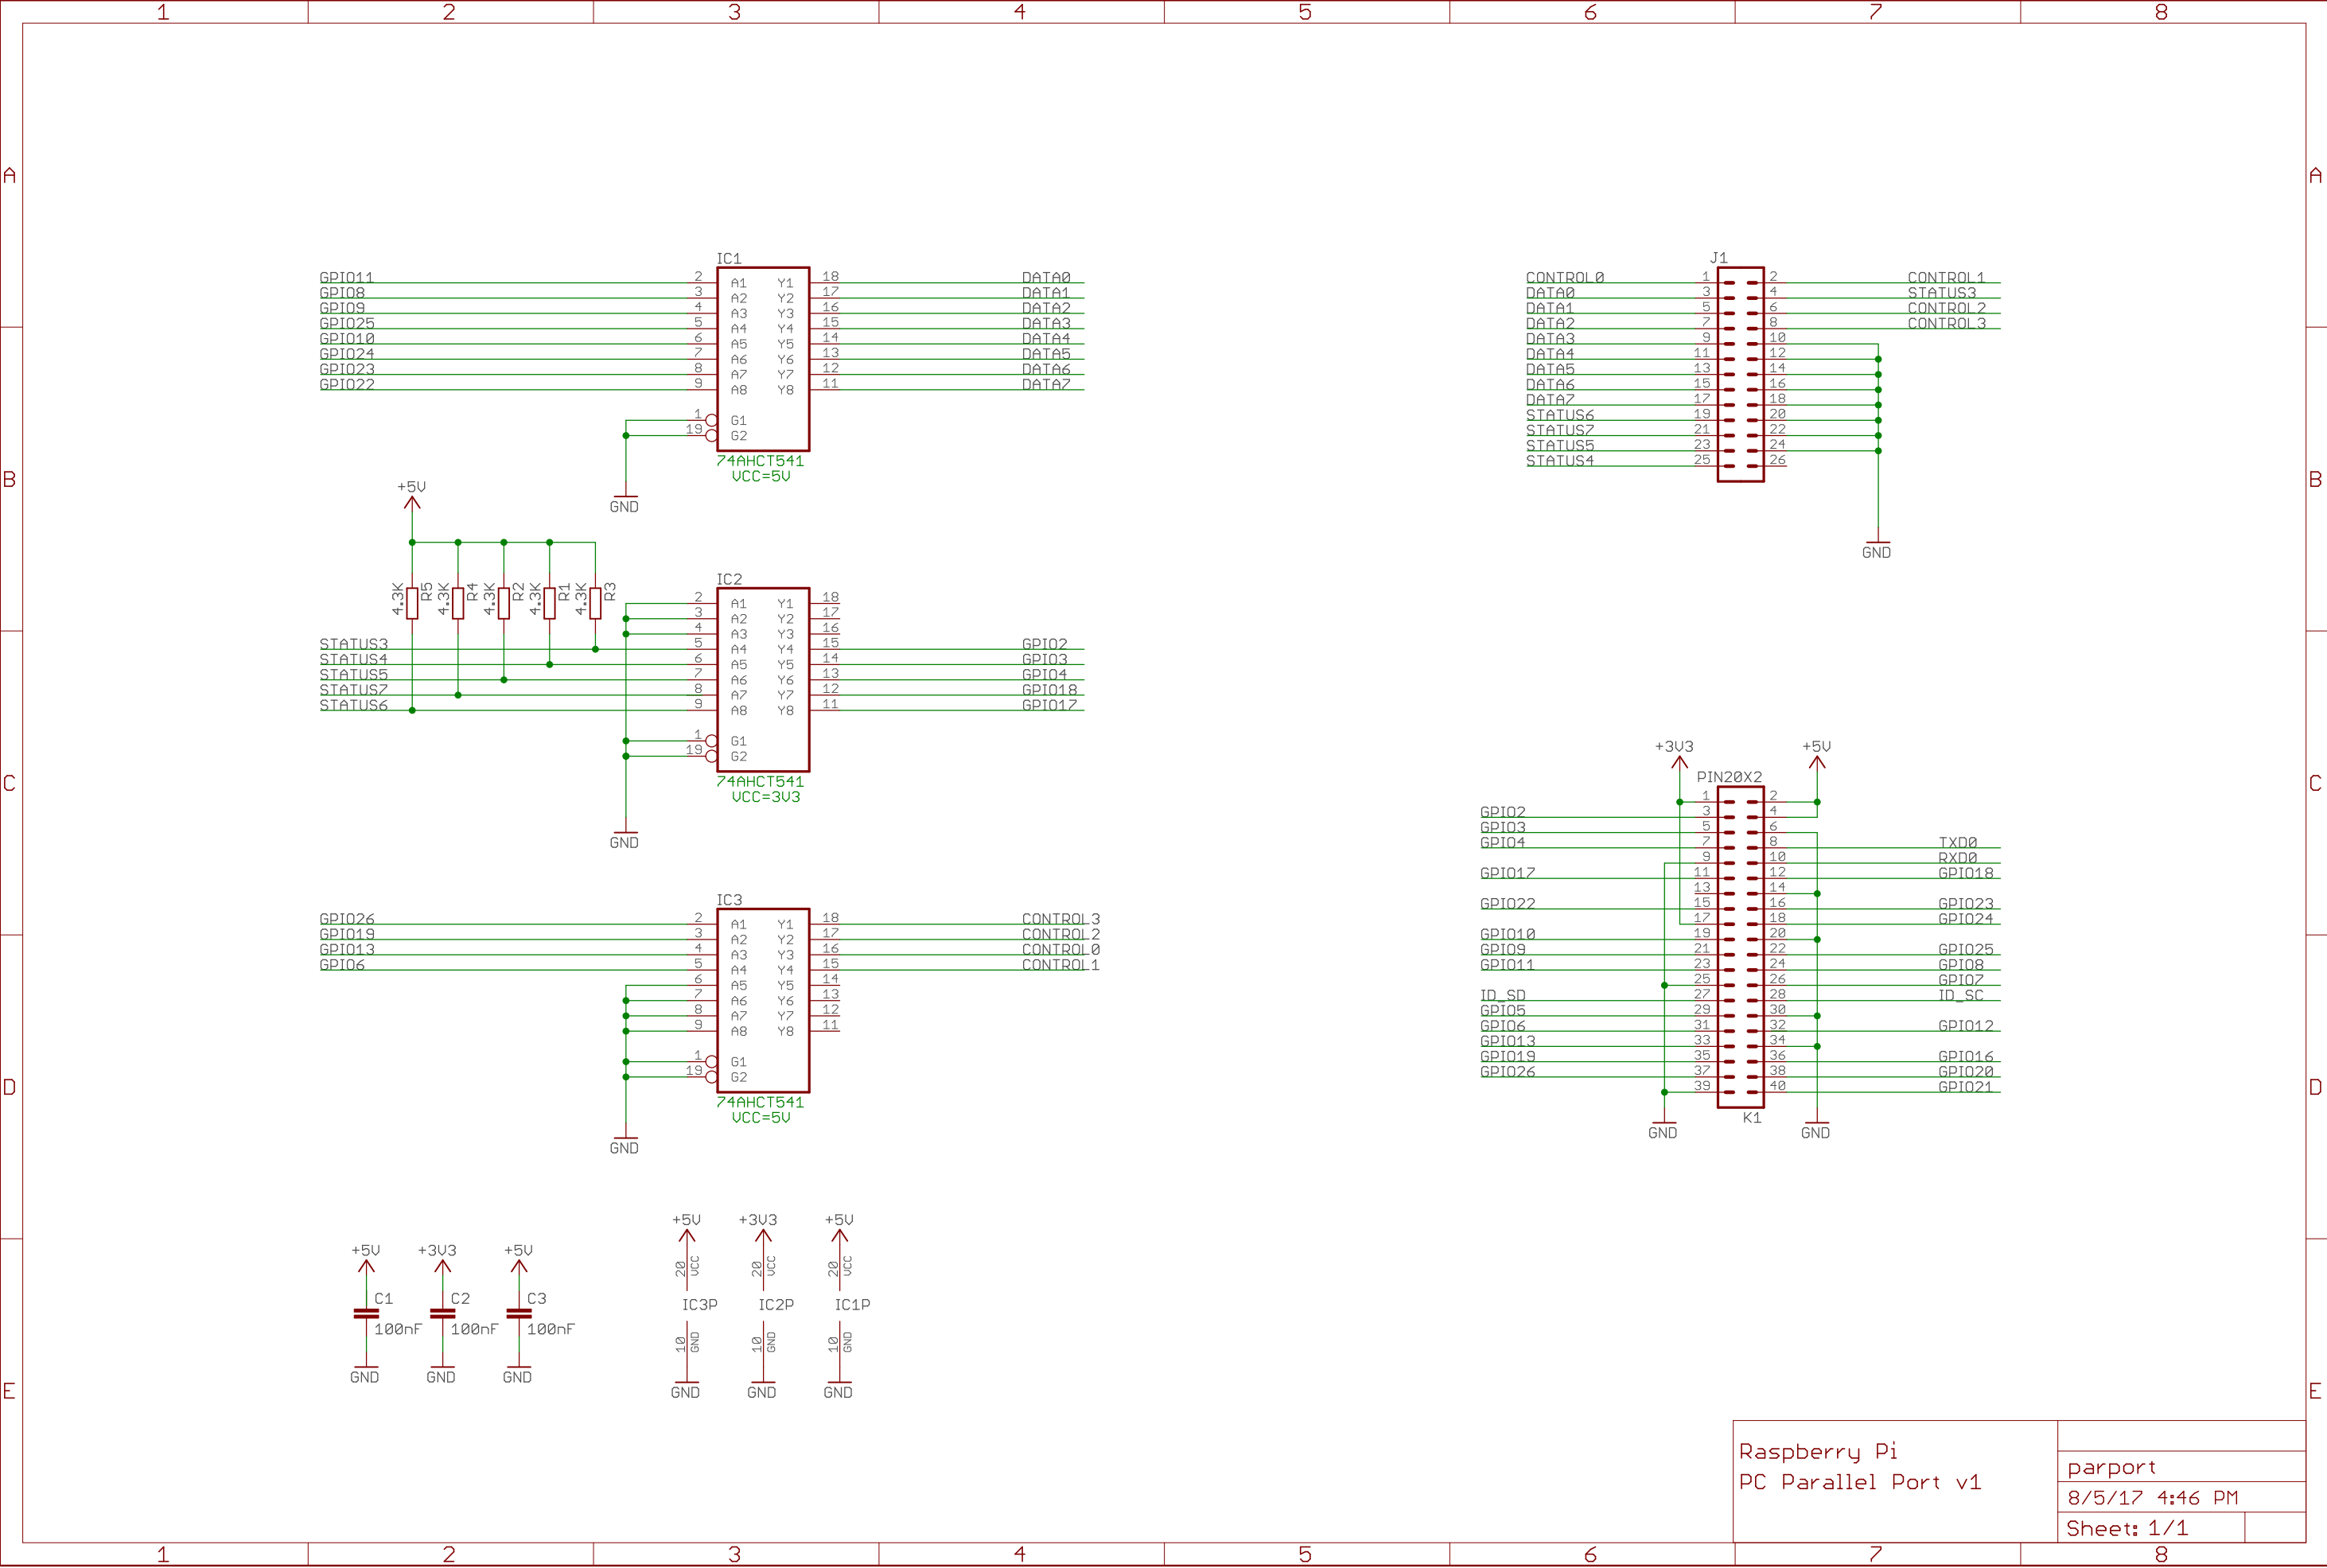 1 2 3 4 5 6 7 8
A A
B B
C C
D D
E E
IC1
GPIO11 2 A1 Y1 18 DATA0
GPIO8 3 A2 Y2 17 DATA1
GPIO9 4 A3 Y3 16 DATA2
GPIO25 5 A4 Y4 15 DATA3
GPIO10 6 A5 Y5 14 DATA4
GPIO24 7 A6 Y6 13 DATA5
GPIO23 8 A7 Y7 12 DATA6
GPIO22 9 A8 Y8 11 DATA7
1 G1
19 G2
74AHCT541
VCC=5V
GND
+5V
4.3K R5 4.3K R4 4.3K R2 4.3K R1 4.3K R3
IC2
2 A1 Y1 18
3 A2 Y2 17
4 A3 Y3 16
STATUS3 5 A4 Y4 15 GPIO2
STATUS4 6 A5 Y5 14 GPIO3
STATUS5 7 A6 Y6 13 GPIO4
STATUS7 8 A7 Y7 12 GPIO18
STATUS6 9 A8 Y8 11 GPIO17
1 G1
19 G2
74AHCT541
VCC=3V3
GND
IC3
GPIO26 2 A1 Y1 18 CONTROL3
GPIO19 3 A2 Y2 17 CONTROL2
GPIO13 4 A3 Y3 16 CONTROL0
GPIO6 5 A4 Y4 15 CONTROL1
6 A5 Y5 14
7 A6 Y6 13
8 A7 Y7 12
9 A8 Y8 11
1 G1
19 G2
74AHCT541
VCC=5V
GND
+5V +3V3 +5V
C1 C2 C3
100nF 100nF 100nF
GND GND GND
+5V +3V3 +5V
20 VCC 20 VCC 20 VCC
IC3P IC2P IC1P
10 GND 10 GND 10 GND
GND GND GND
J1
CONTROL0 1 2 CONTROL1
DATA0 3 4 STATUS3
DATA1 5 6 CONTROL2
DATA2 7 8 CONTROL3
DATA3 9 10
DATA4 11 12
DATA5 13 14
DATA6 15 16
DATA7 17 18
STATUS6 19 20
STATUS7 21 22
STATUS5 23 24
STATUS4 25 26
GND
+3V3 +5V
PIN20X2
1 2
GPIO2 3 4
GPIO3 5 6
GPIO4 7 8 TXD0
9 10 RXD0
GPIO17 11 12 GPIO18
13 14
GPIO22 15 16 GPIO23
17 18 GPIO24
GPIO10 19 20
GPIO9 21 22 GPIO25
GPIO11 23 24 GPIO8
25 26 GPIO7
ID_SD 27 28 ID_SC
GPIO5 29 30
GPIO6 31 32 GPIO12
GPIO13 33 34
GPIO19 35 36 GPIO16
GPIO26 37 38 GPIO20
39 40 GPIO21
K1
GND GND
Raspberry Pi
PC Parallel Port v1
parport
8/5/17 4:46 PM
Sheet: 1/1
1 2 3 4 5 6 7 8